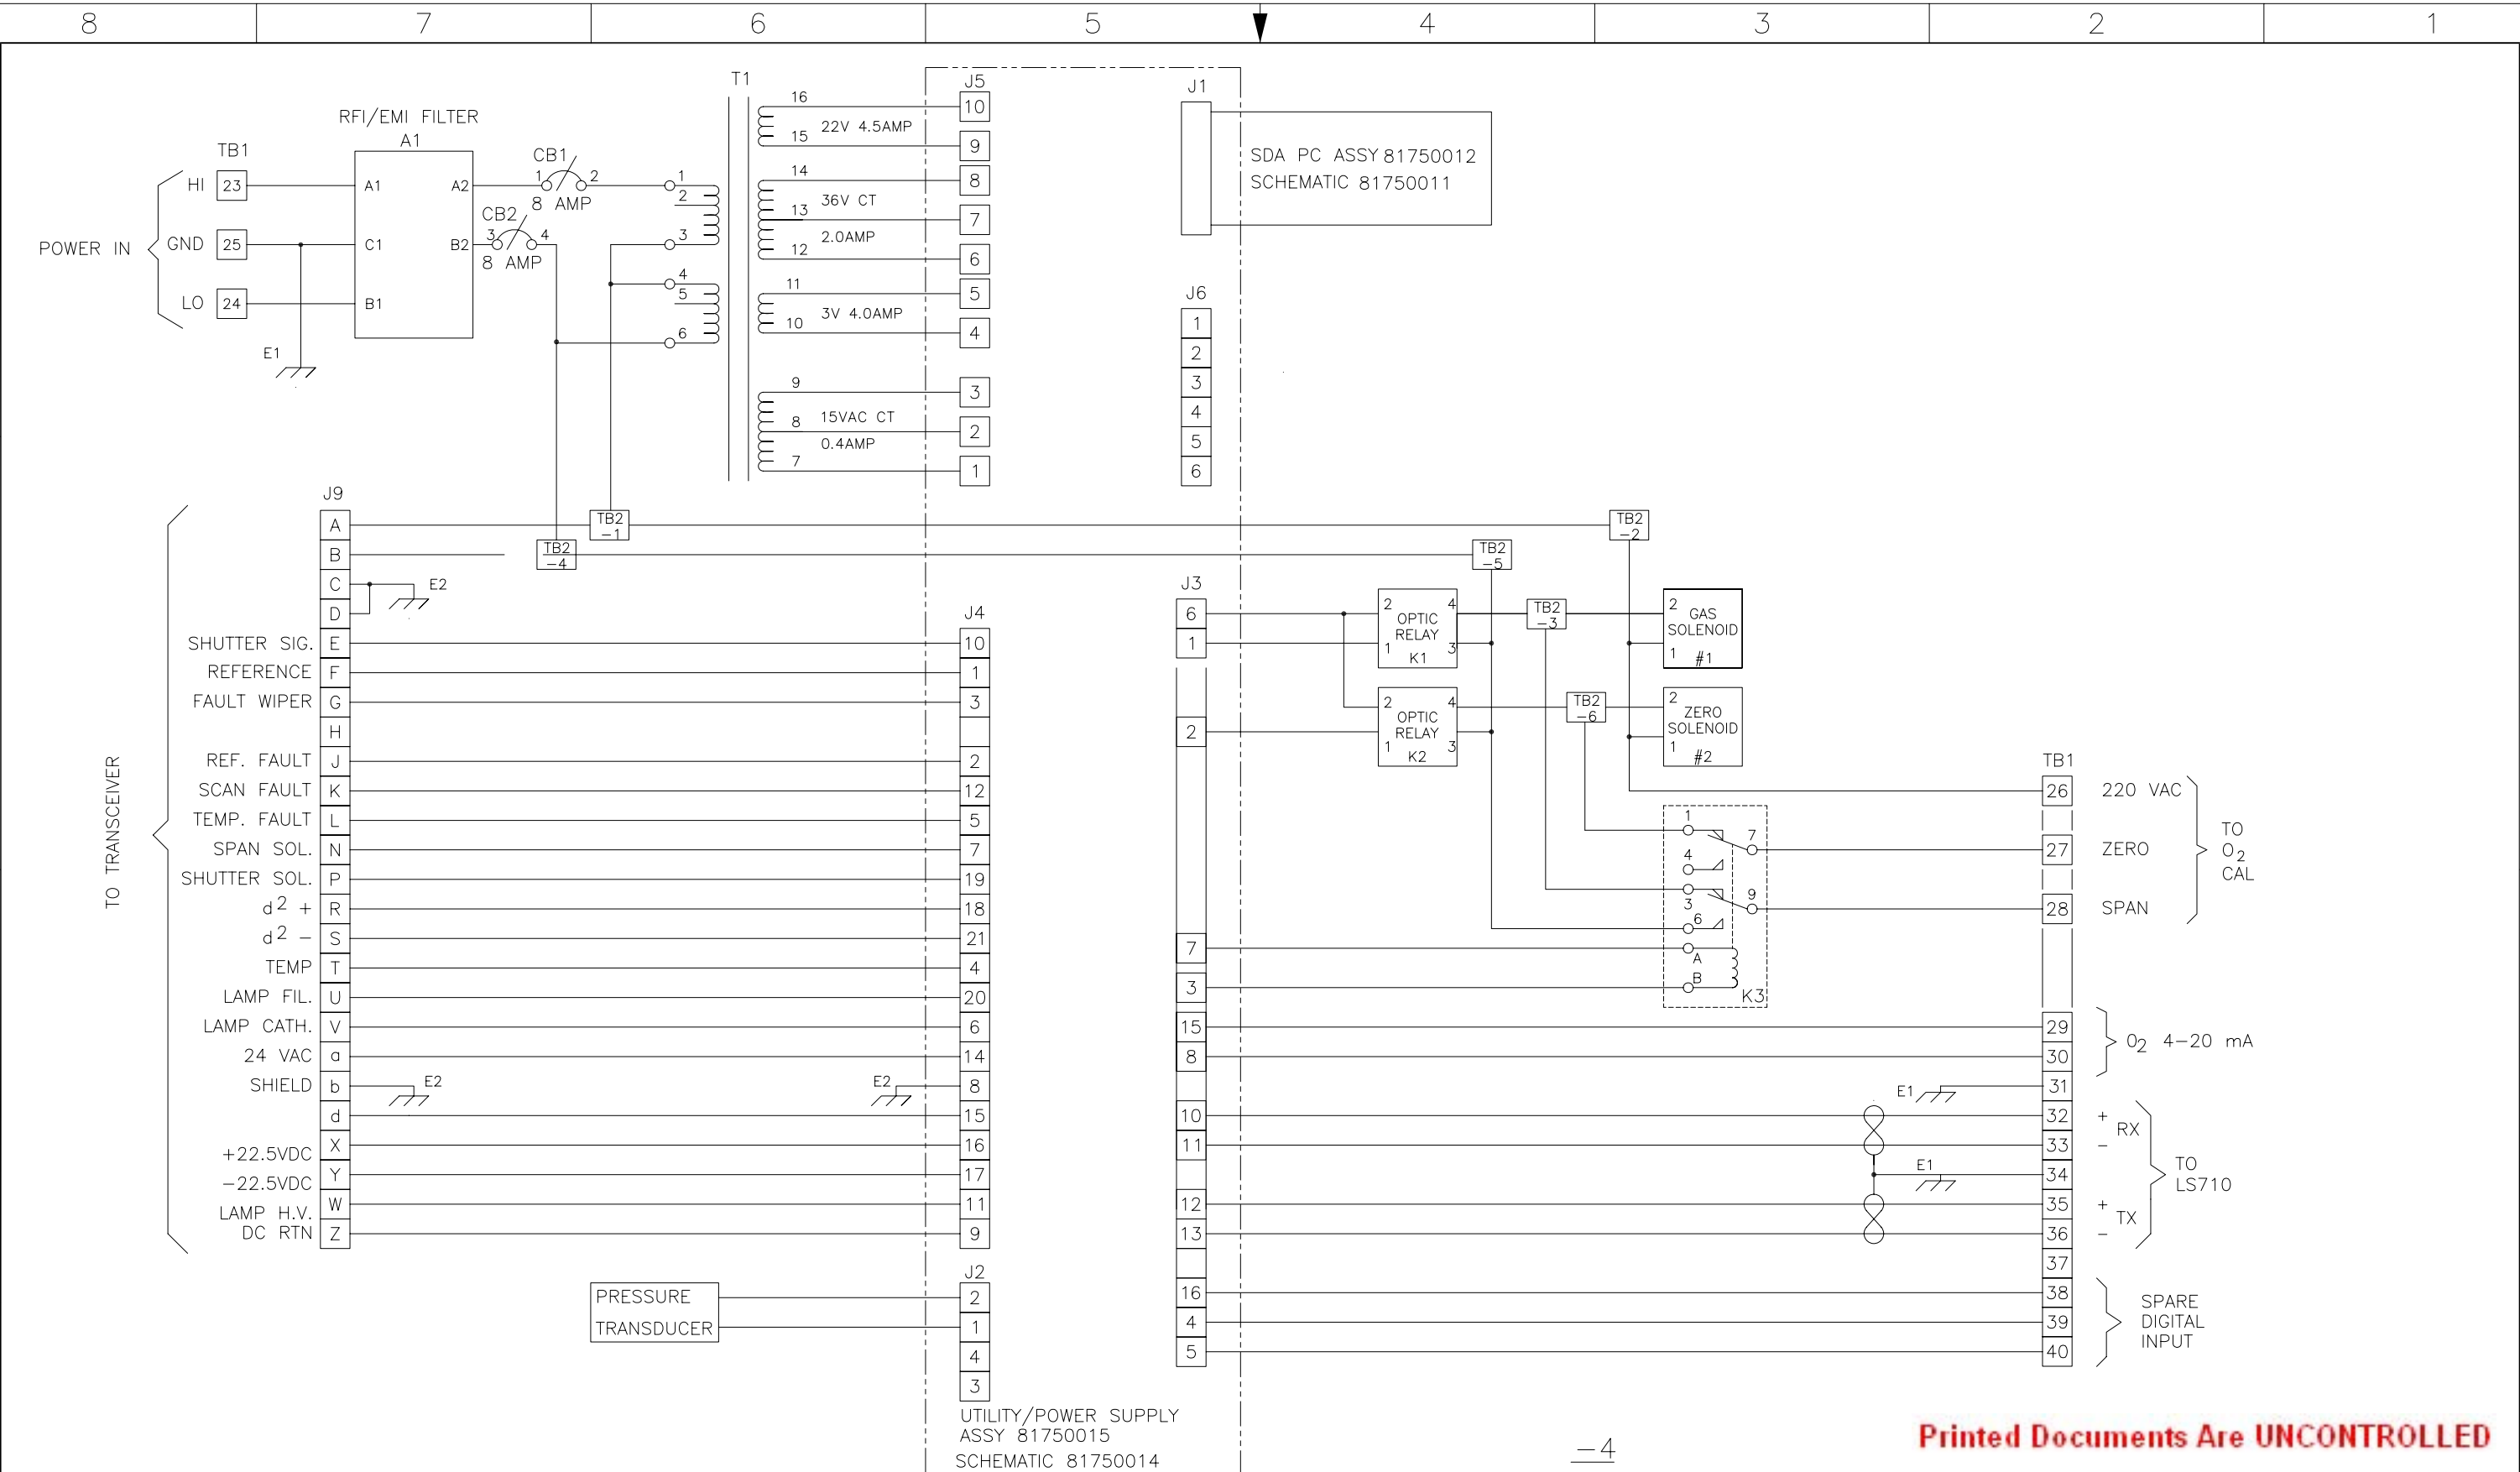 8 7 6 5 4 3 2 1
T1
J5
J1
RFI/EMI FILTER
A1
TB1
POWER IN
HI 23 A1 A2
GND 25 C1 B2
LO 24 B1
E1
CB1
1 2
8 AMP
CB2
3 4
8 AMP
1
2
3
4
5
6
16 10
22V 4.5AMP
15 9
14 8
36V CT
13 7
2.0AMP
12 6
11 5
3V 4.0AMP
10 4
9 3
15VAC CT
8 2
0.4AMP
7 1
SDA PC ASSY 81750012
SCHEMATIC 81750011
J6
1
2
3
4
5
6
TO TRANSCEIVER
J9
A
B
C E2
D
SHUTTER SIG. E
REFERENCE F
FAULT WIPER G
H
REF. FAULT J
SCAN FAULT K
TEMP. FAULT L
SPAN SOL. N
SHUTTER SOL. P
d2 + R
d2 − S
TEMP T
LAMP FIL. U
LAMP CATH. V
24 VAC a
SHIELD b E2
d
+22.5VDC X
−22.5VDC Y
LAMP H.V. W
DC RTN Z
TB2
−1
TB2
−4
TB2
−5
TB2
−2
J4
10
1
3
2
12
5
7
19
18
21
4
20
6
14
E2 8
15
16
17
11
9
PRESSURE
TRANSDUCER
J2
2
1
4
3
UTILITY/POWER SUPPLY
ASSY 81750015
SCHEMATIC 81750014
J3
6
1
2
7
3
15
8
10
11
12
13
16
4
5
2 4
OPTIC
RELAY
1 3
K1
TB2
−3
2 GAS
SOLENOID
1 #1
2 4
OPTIC
RELAY
1 3
K2
TB2
−6
2 ZERO
SOLENOID
1 #2
1
7
4
3
9
6
A
B
K3
TB1
26 220 VAC
27 ZERO
28 SPAN
TO
O2
CAL
29
30
O2 4−20 mA
E1 31
32 +
RX
33 −
E1 34
35 +
TX
36 −
TO
LS710
37
38
39
40
SPARE
DIGITAL
INPUT
−4
Printed Documents Are UNCONTROLLED